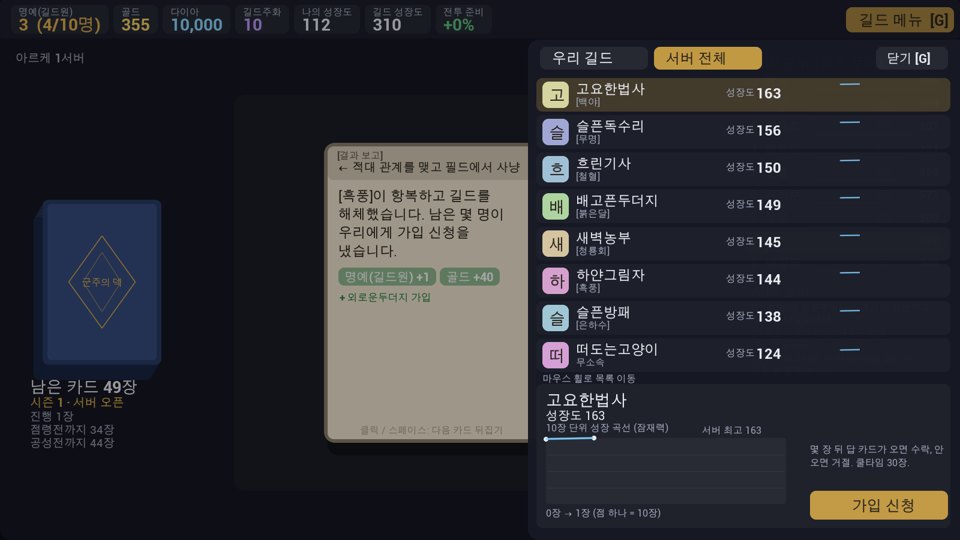 명예(길드원)
3 (4/10명)
골드
355
다이아
10,000
길드주화
10
나의 성장도
112
길드 성장도
310
전투 준비
+0%
길드 메뉴 [G]
아르케 1서버
우리 길드
서버 전체
닫기 [G]
[결과 보고]
← 적대 관계를 맺고 필드에서 사냥
[흑풍]이 항복하고 길드를
해체했습니다. 남은 몇 명이
우리에게 가입 신청을
냈습니다.
명예(길드원) +1
골드 +40
+ 외로운두더지 가입
클릭 / 스페이스: 다음 카드 뒤집기
군주의 덱
남은 카드 49장
시즌 1 · 서버 오픈
진행 1장
점령전까지 34장
공성전까지 44장
고
고요한법사
[백야]
성장도 163
슬
슬픈독수리
[무명]
성장도 156
흐
흐린기사
[철혈]
성장도 150
배
배고픈두더지
[붉은달]
성장도 149
새
새벽농부
[청룡회]
성장도 145
하
하얀그림자
[흑풍]
성장도 144
슬
슬픈방패
[은하수]
성장도 138
떠
떠도는고양이
무소속
성장도 124
마우스 휠로 목록 이동
고요한법사
성장도 163
10장 단위 성장 곡선 (잠재력)
서버 최고 163
0장 → 1장 (점 하나 = 10장)
몇 장 뒤 답 카드가 오면 수락, 안
오면 거절. 쿨타임 30장.
가입 신청